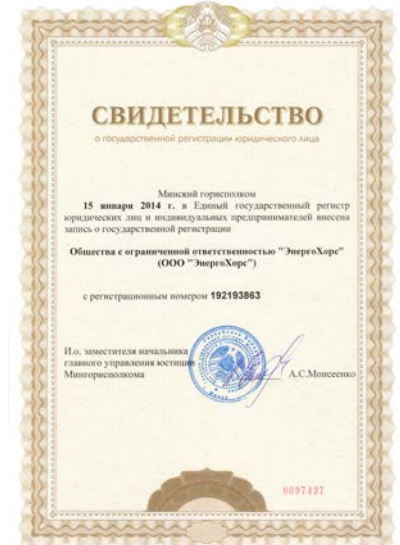 СВИДЕТЕЛЬСТВО
о государственной регистрации юридического лица
Минский горисполком
15 января 2014 г. в Единый государственный регистр
юридических лиц и индивидуальных предпринимателей внесена
запись о государственной регистрации
Общества с ограниченной ответственностью "ЭнергоХорс"
(ООО "ЭнергоХорс")
с регистрационным номером 192193863
И.о. заместителя начальника
главного управления юстиции
Мингорисполкома
А.С.Моисеенко
0097437